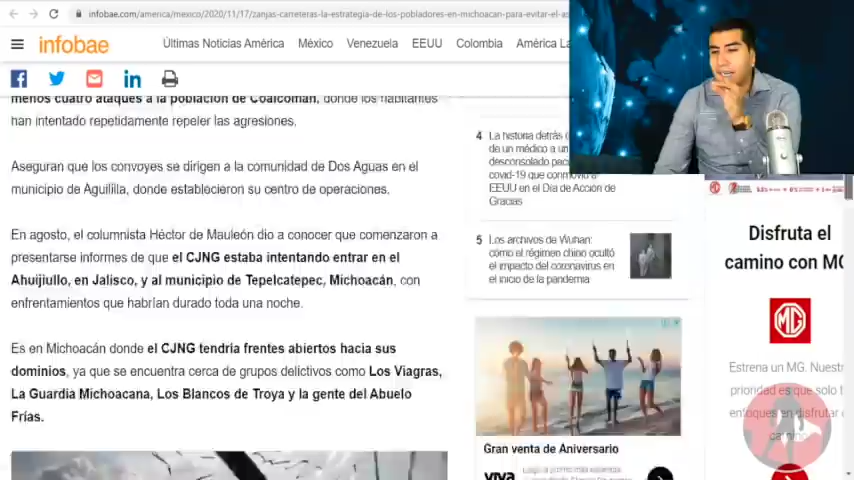 infobae.com/america/mexico/2020/11/17/zanjas-carreteras-la-estrategia-de-los-pobladores-en-michoacan-para-evitar-el-as
infobae
Últimas Noticias América México Venezuela EEUU Colombia América La
menos cuatro ataques a la población de Coalcomán, donde los habitantes
han intentado repetidamente repeler las agresiones.
Aseguran que los convoyes se dirigen a la comunidad de Dos Aguas en el
municipio de Aguililla, donde establecieron su centro de operaciones.
En agosto, el columnista Héctor de Mauleón dio a conocer que comenzaron a
presentarse informes de que el CJNG estaba intentando entrar en el
Ahuijiullo, en Jalisco, y al municipio de Tepelcatepec, Michoacán, con
enfrentamientos que habrían durado toda una noche.
Es en Michoacán donde el CJNG tendría frentes abiertos hacia sus
dominios, ya que se encuentra cerca de grupos delictivos como Los Viagras,
La Guardia Michoacana, Los Blancos de Troya y la gente del Abuelo
Frías.
4 La historia detrás
de un médico a un
desconsolado
covid-19 que conmovió a
EEUU en el Día de Acción de
Gracias
5 Los archivos de Wuhan:
cómo el régimen chino ocultó
el impacto del coronavirus en
el inicio de la pandemia
Gran venta de Aniversario
viva
Disfruta el
camino con MG
MG
Estrena un MG. Nuestr
prioridad es que solo t
enfoques en disfrutar
camino